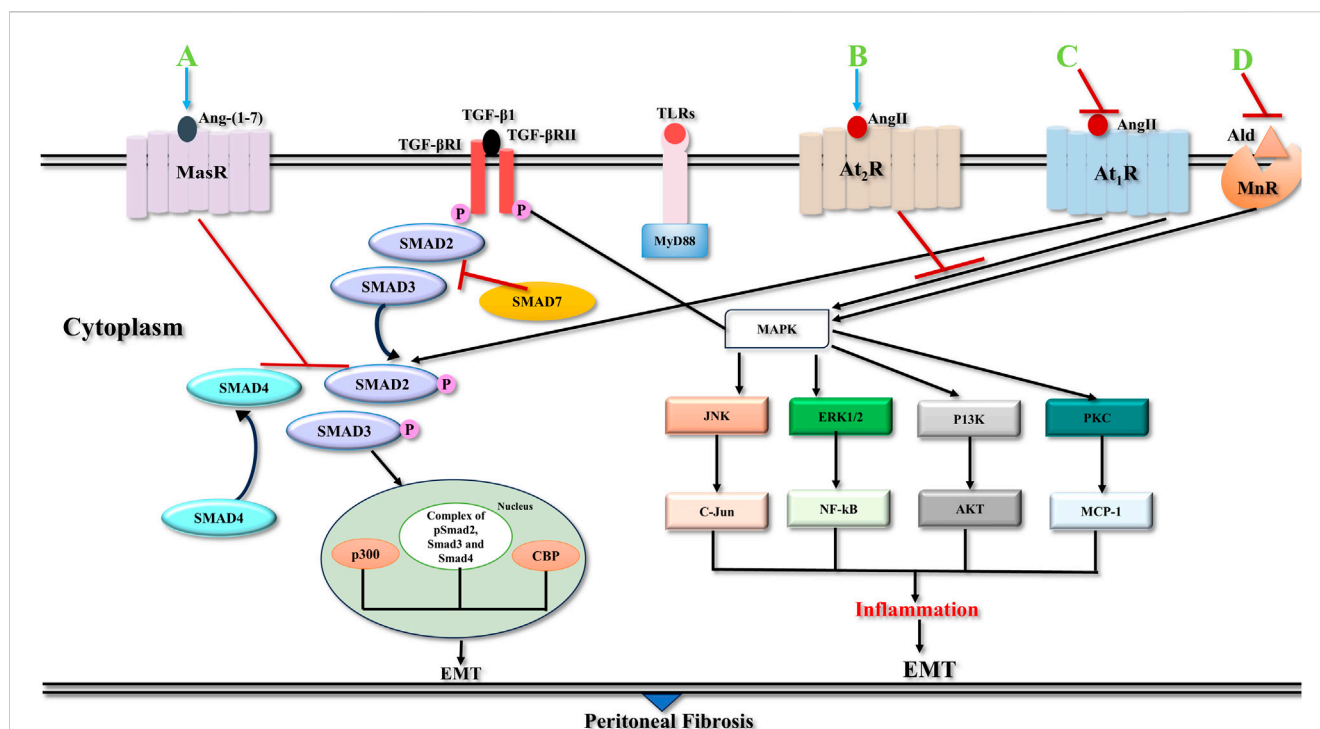 A
B
C
D
Ang-(1-7)
TGF-β1
TGF-βRI
TGF-βRII
TLRs
AngII
AngII
Ald
MasR
At₂R
At₁R
MnR
P
P
MyD88
SMAD2
SMAD3
SMAD7
Cytoplasm
MAPK
SMAD4
SMAD2
P
SMAD3
P
JNK
ERK1/2
P13K
PKC
SMAD4
C-Jun
NF-kB
AKT
MCP-1
Nucleus
Complex of
pSmad2,
Smad3 and
Smad4
p300
CBP
Inflammation
EMT
EMT
Peritoneal Fibrosis